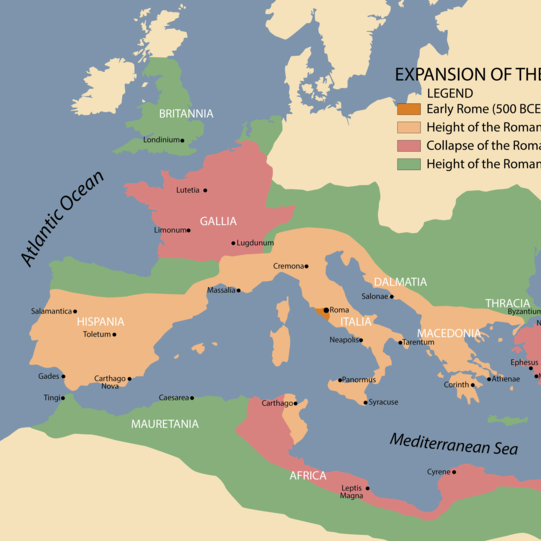 EXPANSION OF THE
LEGEND
Early Rome (500 BCE
Height of the Roman
Collapse of the Roma
Height of the Roman
BRITANNIA
Londinium
Atlantic Ocean
Lutetia
GALLIA
Limonum
Lugdunum
Cremona
Massalia
DALMATIA
Salonae
THRACIA
Byzantium
N
Salamantica
HISPANIA
Toletum
Roma
ITALIA
MACEDONIA
Neapolis
Tarentum
Ephesus
Gades
Carthago
Nova
Panormus
Corinth
Athenae
Tingi
Caesarea
Carthago
Syracuse
MAURETANIA
Mediterranean Sea
AFRICA
Cyrene
Leptis
Magna